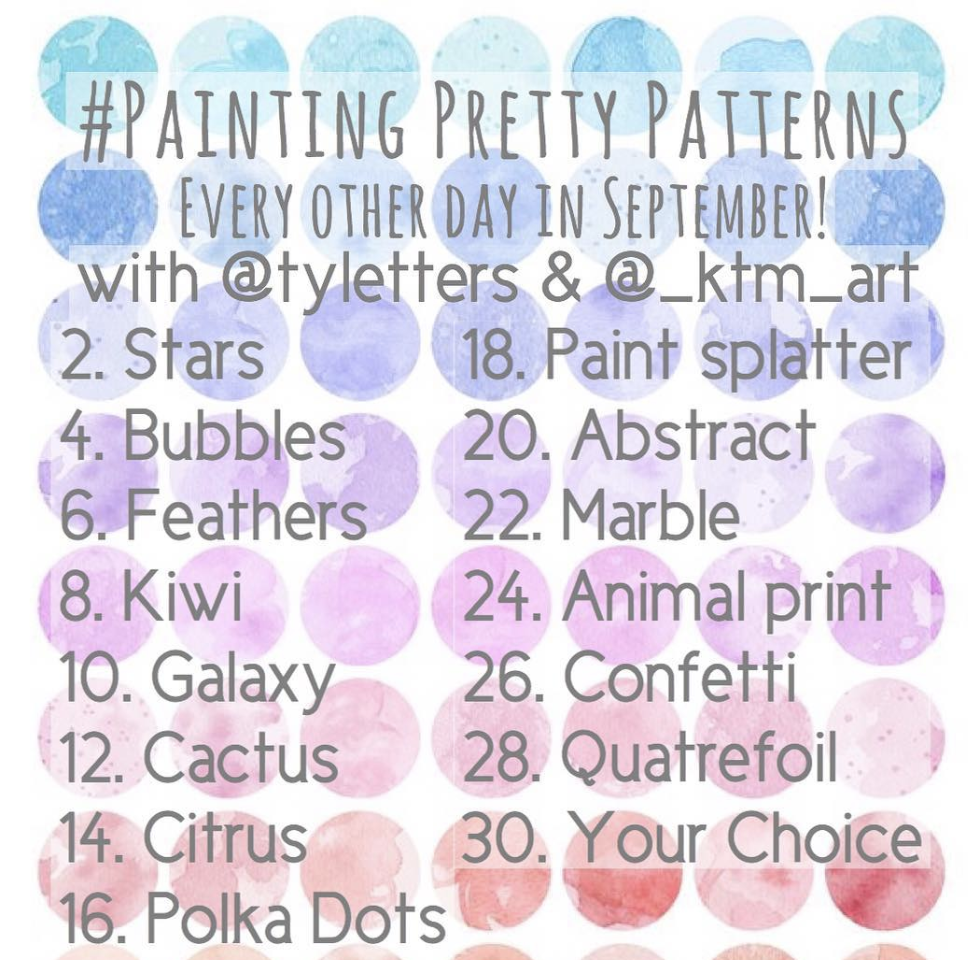 #Painting Pretty Patterns
Every other day in September!
with @tyletters & @_ktm_art
2. Stars
4. Bubbles
6. Feathers
8. Kiwi
10. Galaxy
12. Cactus
14. Citrus
16. Polka Dots
18. Paint splatter
20. Abstract
22. Marble
24. Animal print
26. Confetti
28. Quatrefoil
30. Your Choice